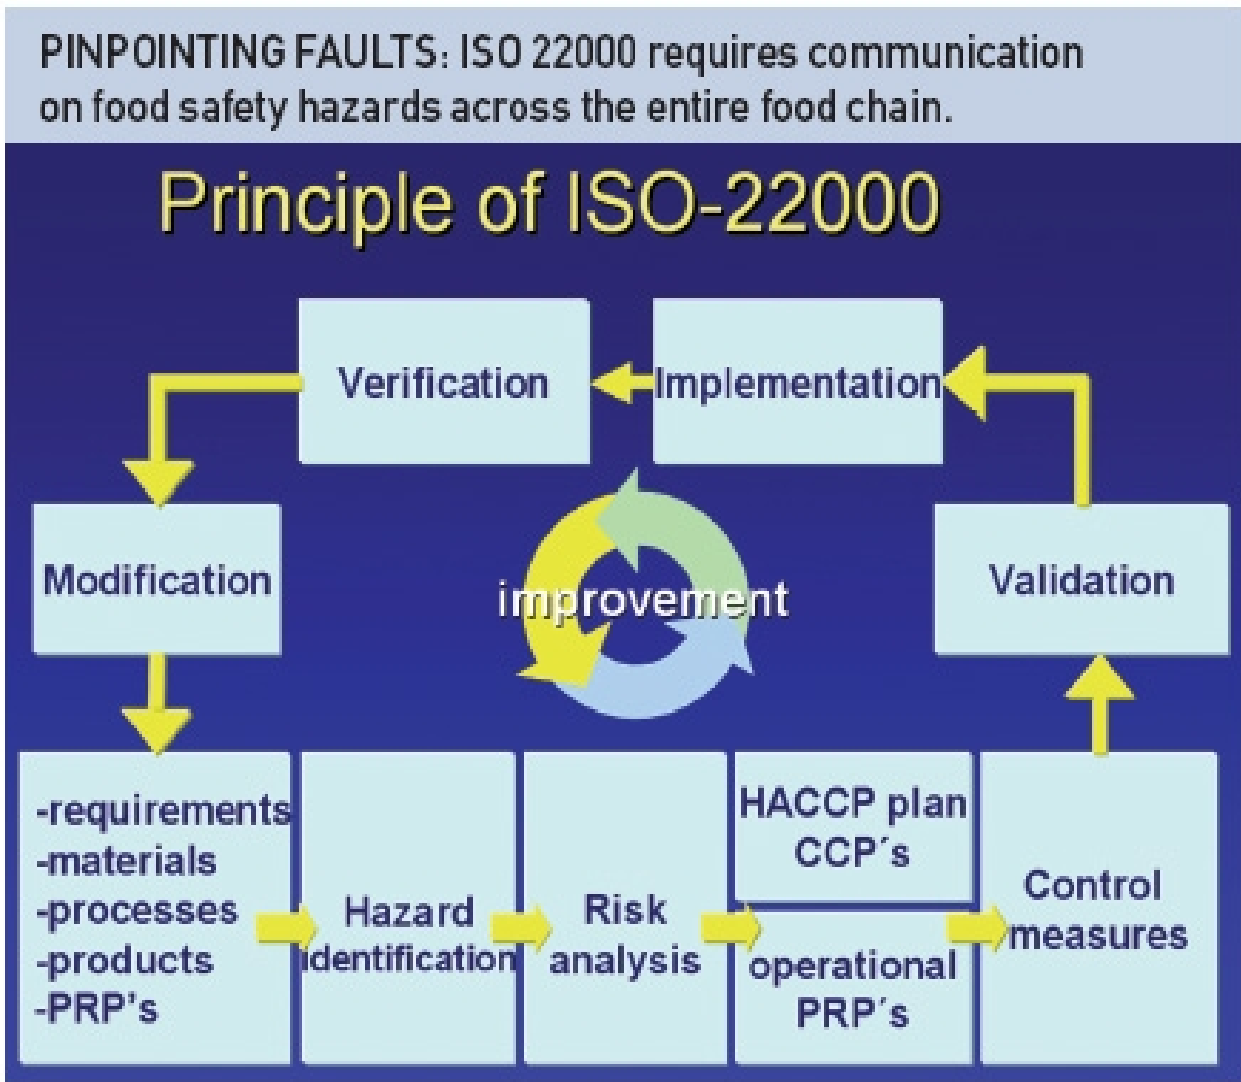 PINPOINTING FAULTS: ISO 22000 requires communication
on food safety hazards across the entire food chain.
Principle of ISO-22000
Verification
Implementation
Modification
improvement
Validation
-requirements
-materials
-processes
-products
-PRP's
Hazard
identification
Risk
analysis
HACCP plan
CCP´s
operational
PRP´s
Control
measures